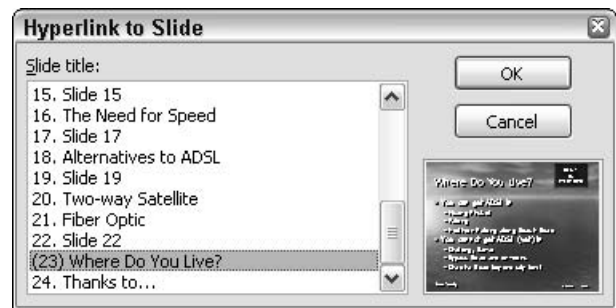 Hyperlink to Slide
Slide title:
15. Slide 15
16. The Need for Speed
17. Slide 17
18. Alternatives to ADSL
19. Slide 19
20. Two-way Satellite
21. Fiber Optic
22. Slide 22
(23) Where Do You Live?
24. Thanks to...
OK
Cancel
Where Do You Live?